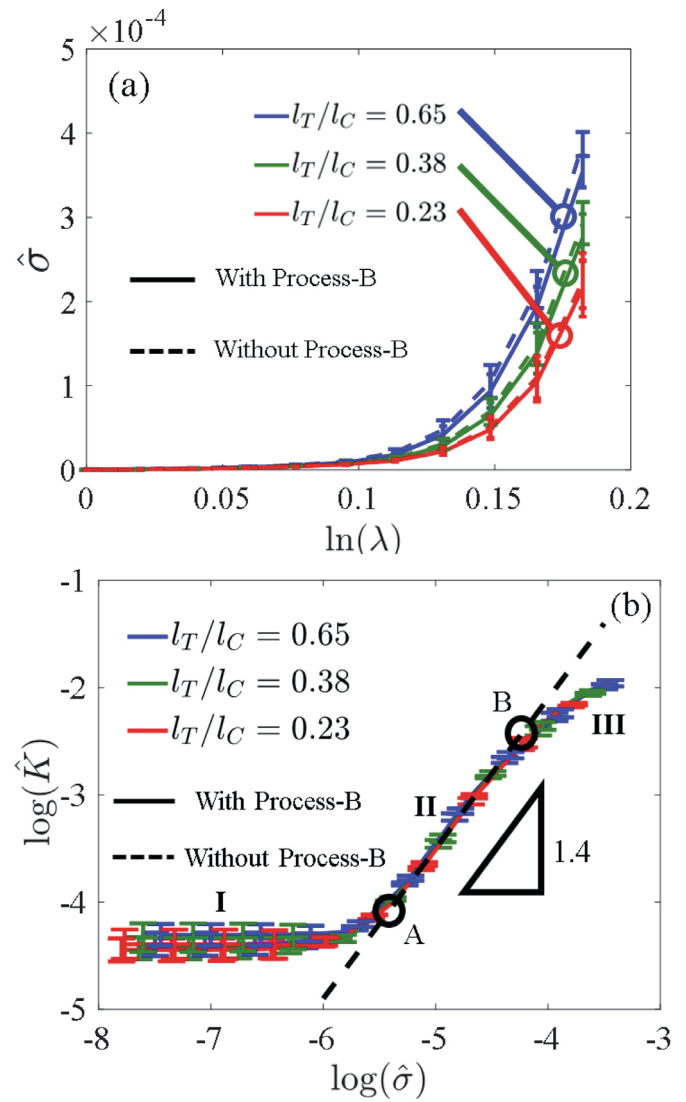 ×10⁻⁴
5
(a)
l_T/l_C = 0.65
4
l_T/l_C = 0.38
3
l_T/l_C = 0.23
σ̂
With Process-B
2
Without Process-B
1
0
0 0.05 0.1 0.15 0.2
ln(λ)
-1
(b)
l_T/l_C = 0.65
l_T/l_C = 0.38
-2
l_T/l_C = 0.23
B
III
log(K̂)
With Process-B
-3
II
Without Process-B
1.4
I
-4
A
-5
-8 -7 -6 -5 -4 -3
log(σ̂)